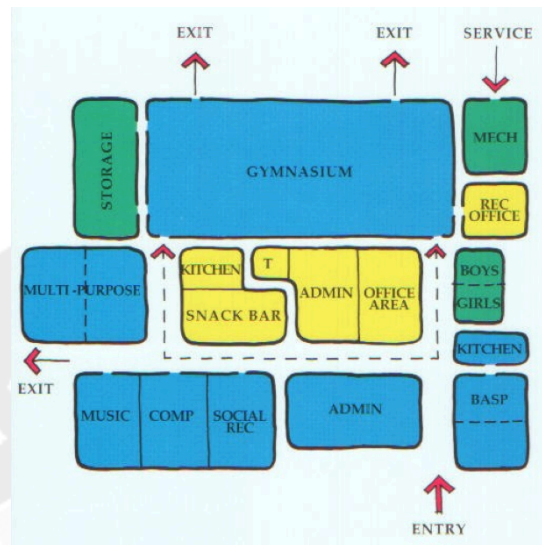 EXIT
EXIT
SERVICE
STORAGE
GYMNASIUM
MECH
REC
OFFICE
MULTI-PURPOSE
KITCHEN
SNACK BAR
T
ADMIN
OFFICE
AREA
BOYS
GIRLS
KITCHEN
EXIT
MUSIC
COMP
SOCIAL
REC
ADMIN
BASP
ENTRY